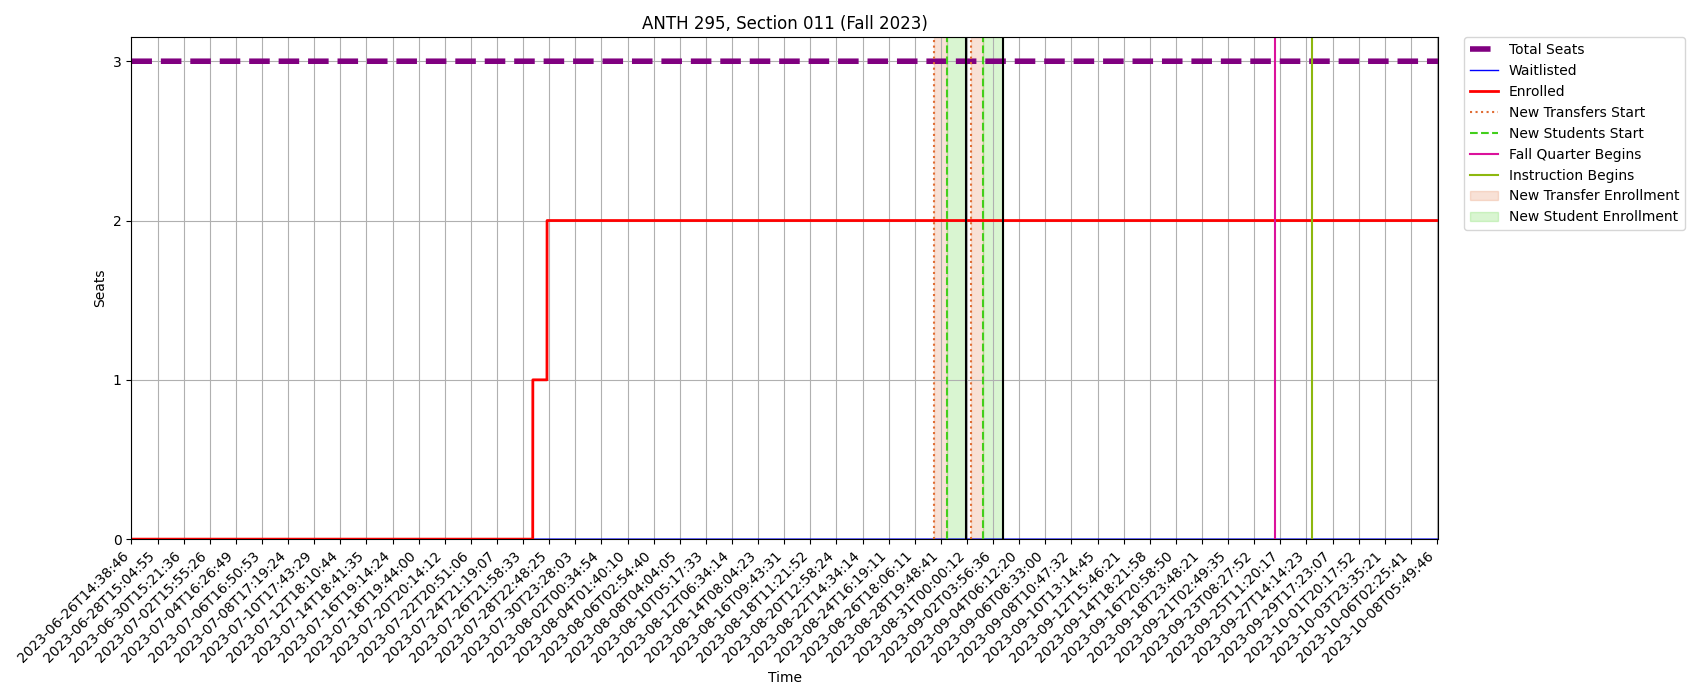 ANTH 295, Section 011 (Fall 2023)
3
2
1
0
Seats
2023-06-26T14:38:46
2023-06-28T15:04:55
2023-06-30T15:21:36
2023-07-02T15:55:26
2023-07-04T16:26:49
2023-07-06T16:50:53
2023-07-08T17:19:24
2023-07-10T17:43:29
2023-07-12T18:10:44
2023-07-14T18:41:35
2023-07-16T19:14:24
2023-07-18T19:44:00
2023-07-20T20:14:12
2023-07-22T20:51:06
2023-07-24T21:19:07
2023-07-26T21:58:33
2023-07-28T22:48:25
2023-07-30T23:28:03
2023-08-02T00:34:54
2023-08-04T01:40:10
2023-08-06T02:54:40
2023-08-08T04:04:05
2023-08-10T05:17:33
2023-08-12T06:34:14
2023-08-14T08:04:23
2023-08-16T09:43:31
2023-08-18T11:21:52
2023-08-20T12:58:24
2023-08-22T14:34:14
2023-08-24T16:19:11
2023-08-26T18:06:11
2023-08-28T19:48:41
2023-08-31T00:00:12
2023-09-02T03:56:36
2023-09-04T06:12:20
2023-09-06T08:33:00
2023-09-08T10:47:32
2023-09-10T13:14:45
2023-09-12T15:46:21
2023-09-14T18:21:58
2023-09-16T20:58:50
2023-09-18T23:48:21
2023-09-21T02:49:35
2023-09-23T08:27:52
2023-09-25T11:20:17
2023-09-27T14:14:23
2023-09-29T17:23:07
2023-10-01T20:17:52
2023-10-03T23:35:21
2023-10-06T02:25:41
2023-10-08T05:49:46
Time
Total Seats
Waitlisted
Enrolled
New Transfers Start
New Students Start
Fall Quarter Begins
Instruction Begins
New Transfer Enrollment
New Student Enrollment